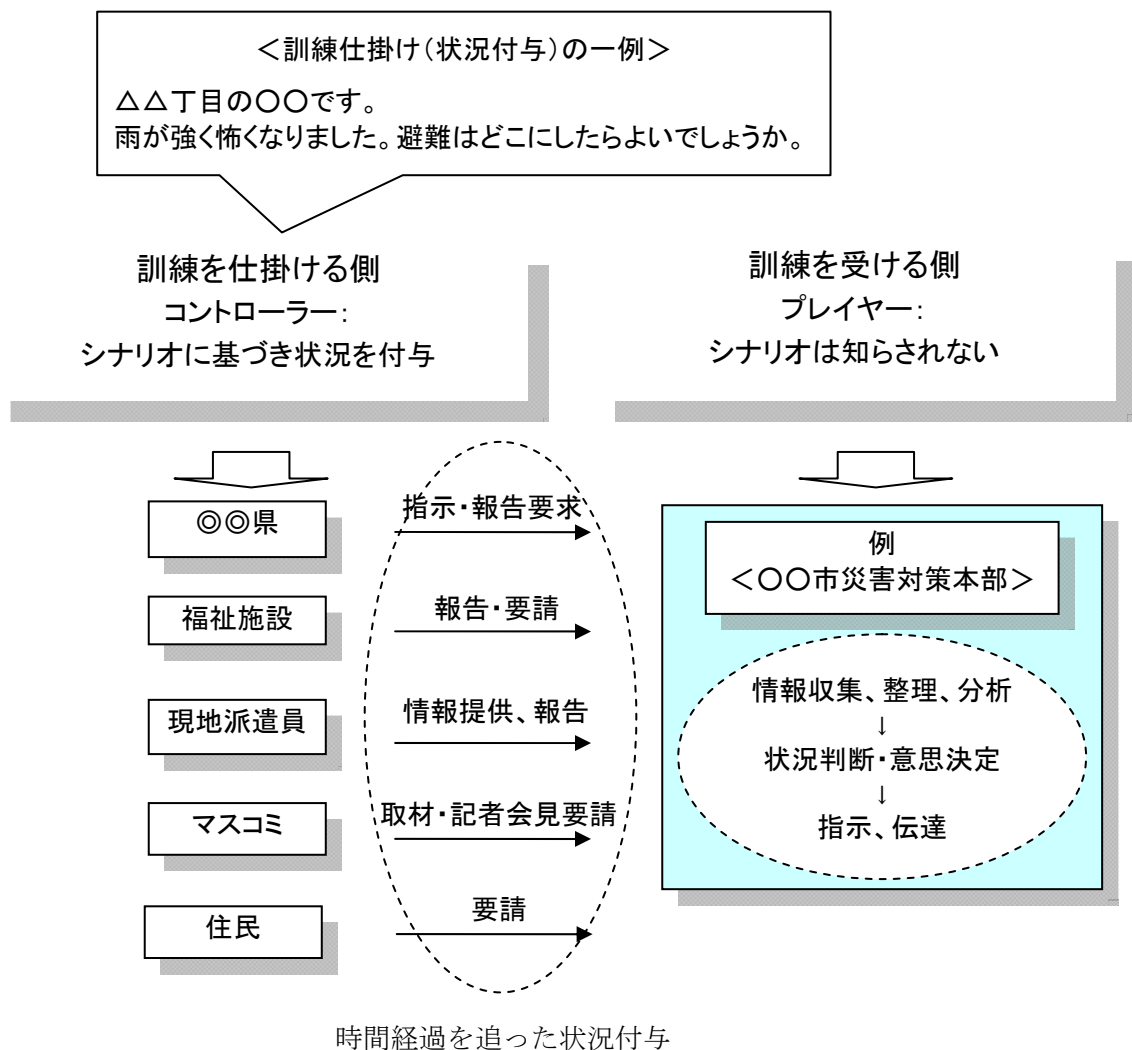 ＜訓練仕掛け（状況付与）の一例＞
△△丁目の〇〇です。
雨が強く怖くなりました。避難はどこにしたらよいでしょうか。
訓練を仕掛ける側
コントローラー：
シナリオに基づき状況を付与
訓練を受ける側
プレイヤー：
シナリオは知らされない
◎◎県
指示・報告要求
福祉施設
報告・要請
現地派遣員
情報提供、報告
マスコミ
取材・記者会見要請
住民
要請
例
＜〇〇市災害対策本部＞
情報収集、整理、分析
↓
状況判断・意思決定
↓
指示、伝達
時間経過を追った状況付与